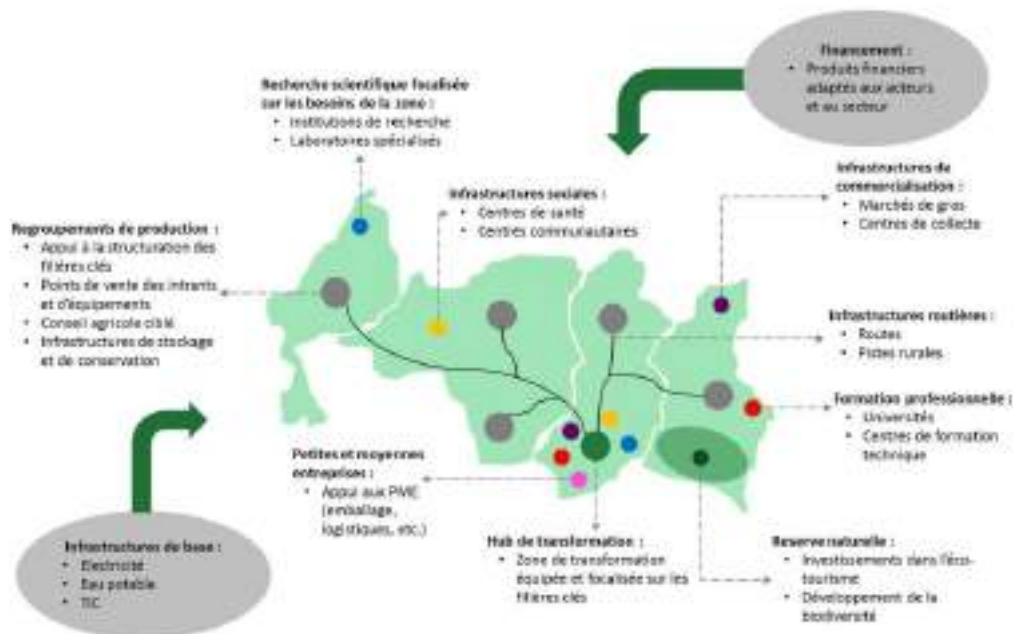 Financement :
• Produits financiers
adaptés aux acteurs
et au secteur
Recherche scientifique focalisée
sur les besoins de la zone :
• Institutions de recherche
• Laboratoires spécialisés
Infrastructures sociales :
• Centres de santé
• Centres communautaires
Infrastructures de
commercialisation :
• Marchés de gros
• Centres de collecte
Regroupements de production :
• Appui à la structuration des
filières clés
• Points de vente des intrants
et d'équipements
• Conseil agricole ciblé
• Infrastructures de stockage
et de conservation
Infrastructures routières :
• Routes
• Pistes rurales
Formation professionnelle :
• Universités
• Centres de formation
technique
Petites et moyennes
entreprises :
• Appui aux PME
(emballage,
logistiques, etc.)
Infrastructures de base :
• Electricité
• Eau potable
• TIC
Hub de transformation :
• Zone de transformation
équipée et focalisée sur les
filières clés
Reserve naturelle :
• Investissements dans l'éco-
tourisme
• Développement de la
biodiversité